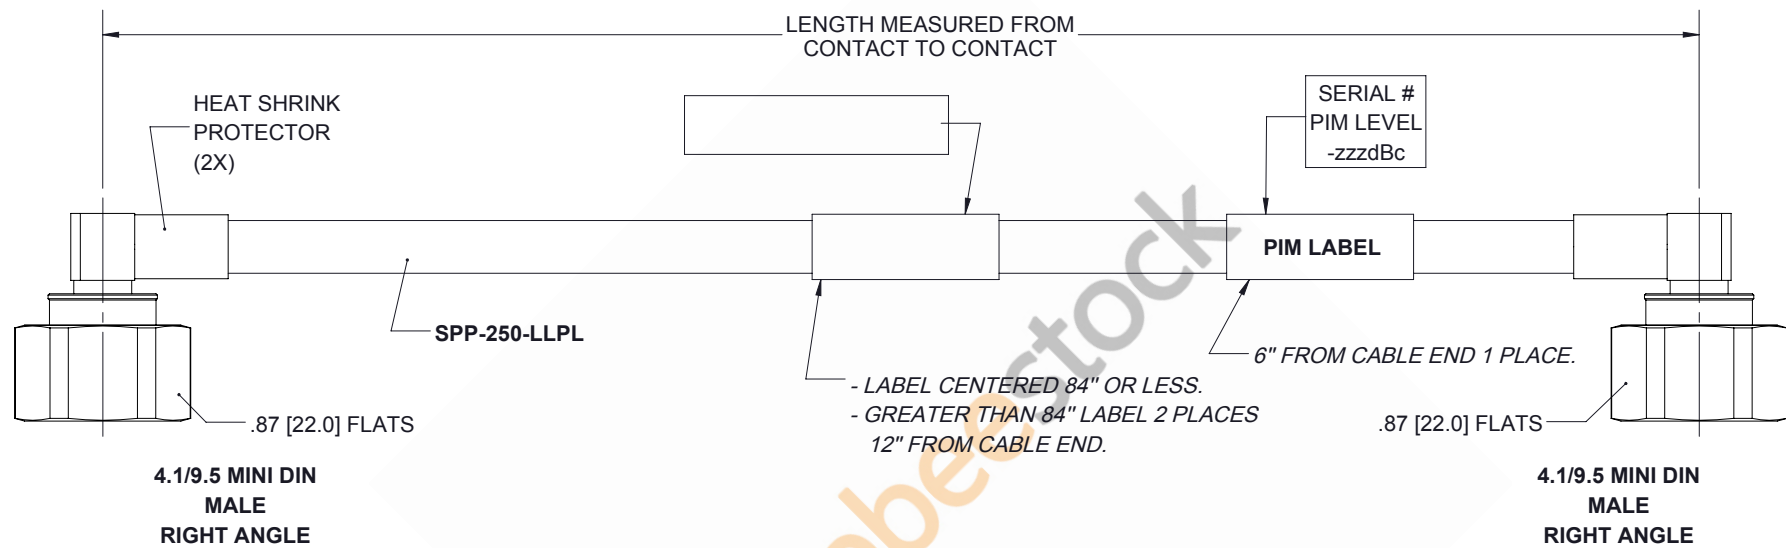 LENGTH MEASURED FROM
CONTACT TO CONTACT
HEAT SHRINK
PROTECTOR
(2X)
SERIAL #
PIM LEVEL
-zzzdBc
PIM LABEL
SPP-250-LLPL
6" FROM CABLE END 1 PLACE.
- LABEL CENTERED 84" OR LESS.
- GREATER THAN 84" LABEL 2 PLACES
12" FROM CABLE END.
.87 [22.0] FLATS
.87 [22.0] FLATS
4.1/9.5 MINI DIN
MALE
RIGHT ANGLE
4.1/9.5 MINI DIN
MALE
RIGHT ANGLE
beestock